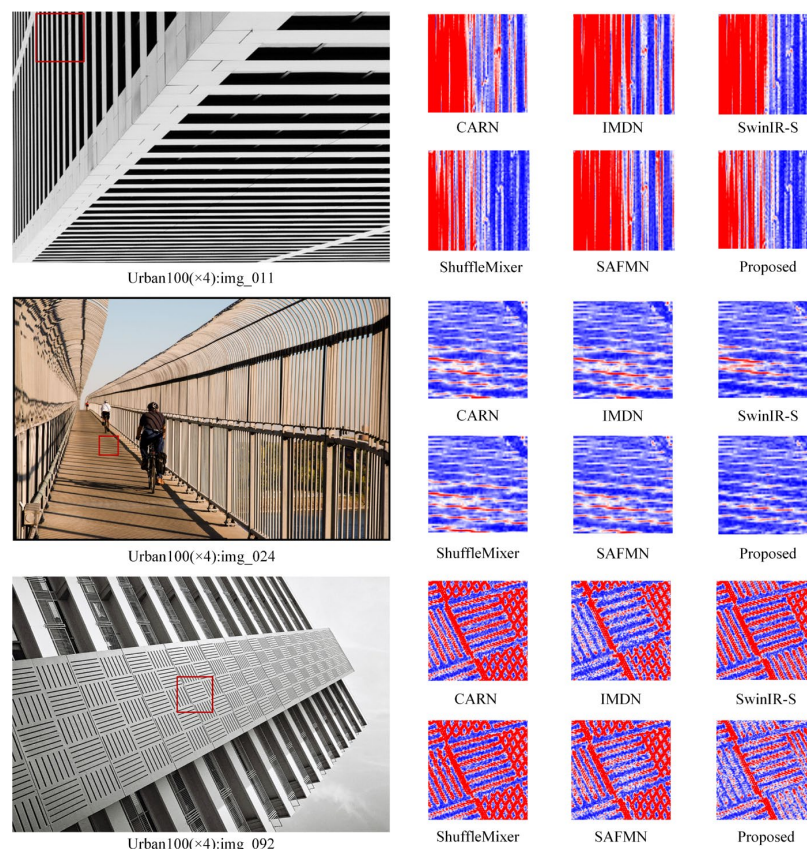 CARN IMDN SwinIR-S
ShuffleMixer SAFMN Proposed
Urban100(×4):img_011
CARN IMDN SwinIR-S
ShuffleMixer SAFMN Proposed
Urban100(×4):img_024
CARN IMDN SwinIR-S
ShuffleMixer SAFMN Proposed
Urban100(×4):img_092